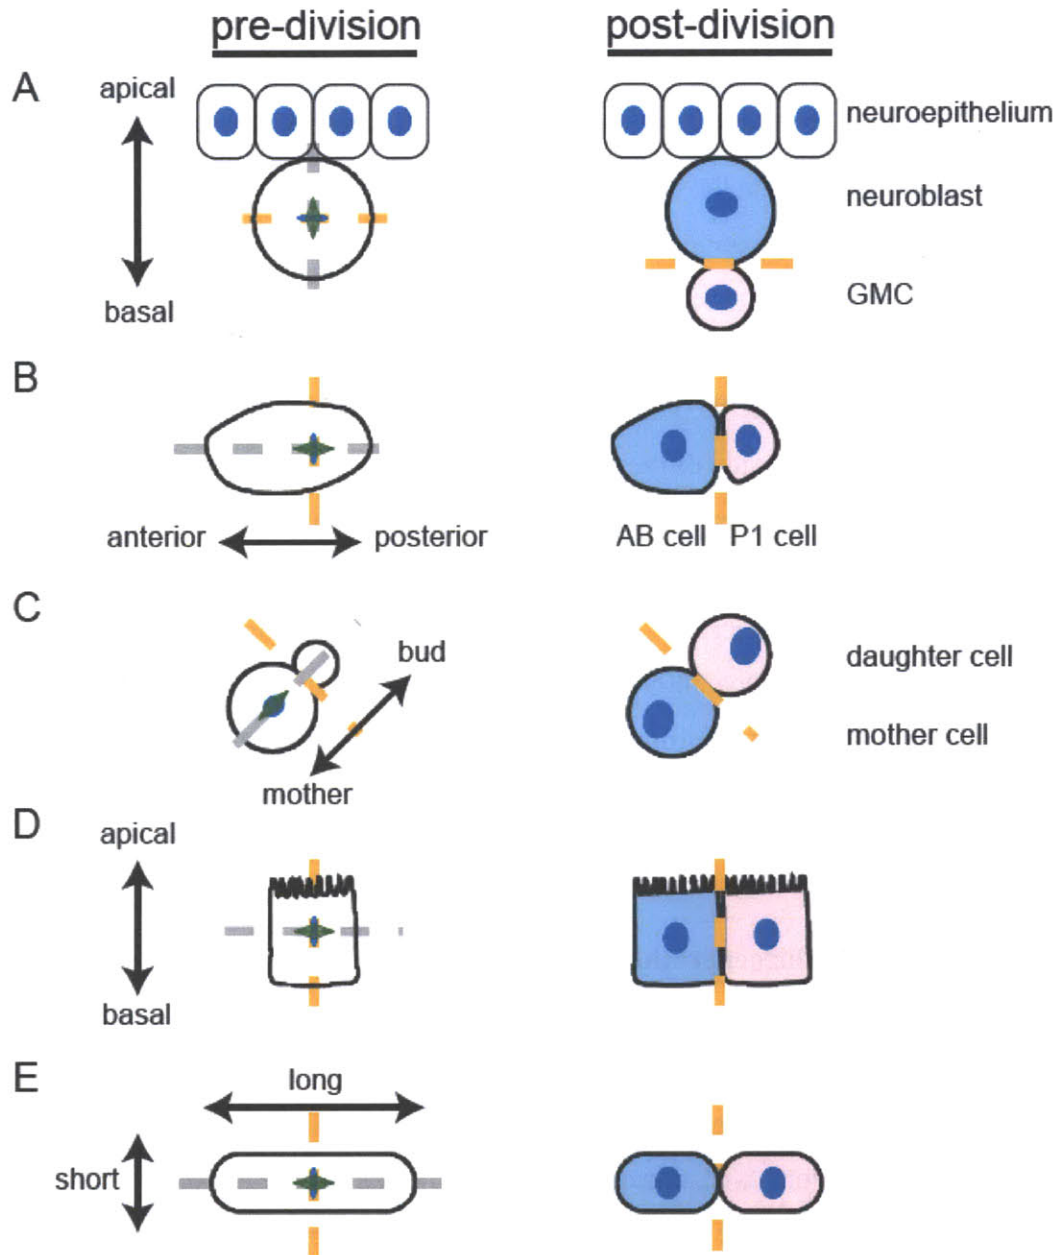 pre-division
post-division
A
apical
basal
neuroepithelium
neuroblast
GMC
B
anterior
posterior
AB cell
P1 cell
C
bud
mother
daughter cell
mother cell
D
apical
basal
E
long
short